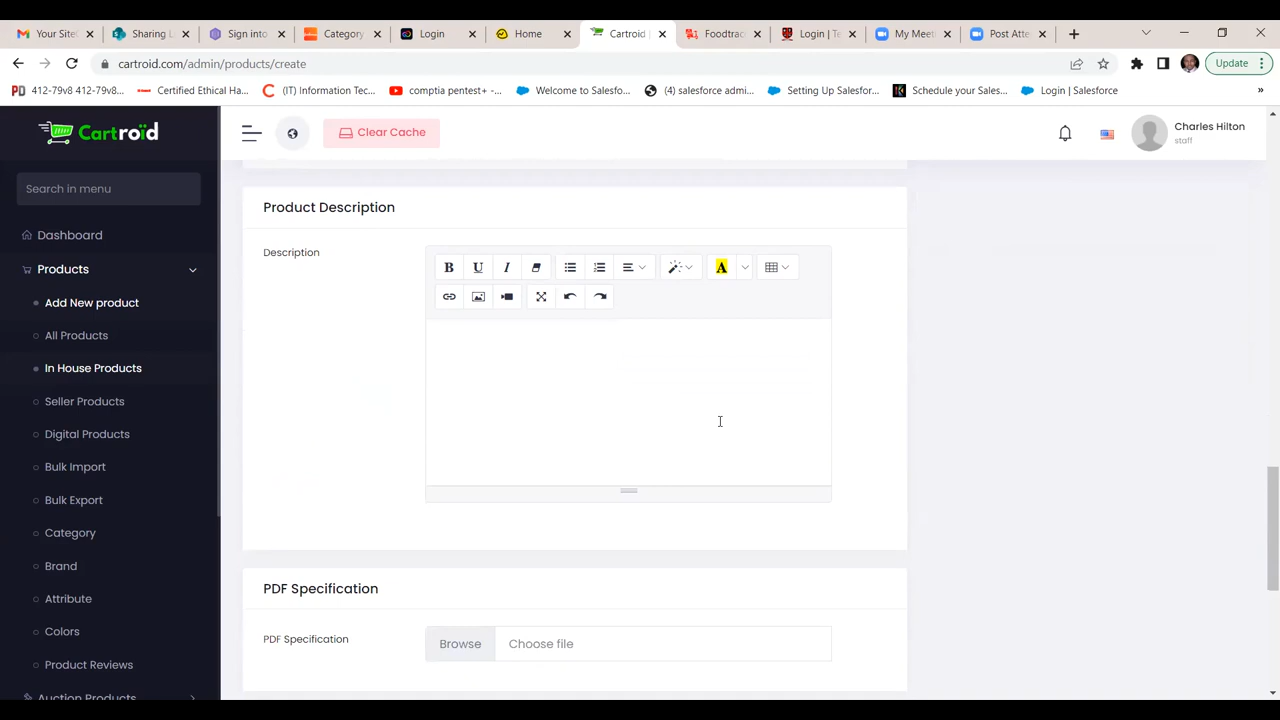 Your Site
Sharing Li
Sign into
Category
Login
Home
Cartroid |
Foodtrac
Login | Te
My Meeti
Post Atte
cartroid.com/admin/products/create
Update
412-79v8 412-79v8...
Certified Ethical Ha...
(IT) Information Tec...
comptia pentest+ -...
Welcome to Salesfo...
(4) salesforce admi...
Setting Up Salesfor...
Schedule your Sales...
Login | Salesforce
»
Cartroïd
Clear Cache
Charles Hilton
staff
Search in menu
Dashboard
Products
Add New product
All Products
In House Products
Seller Products
Digital Products
Bulk Import
Bulk Export
Category
Brand
Attribute
Colors
Product Reviews
Auction Products
Product Description
Description
B U I A
PDF Specification
PDF Specification
Browse Choose file